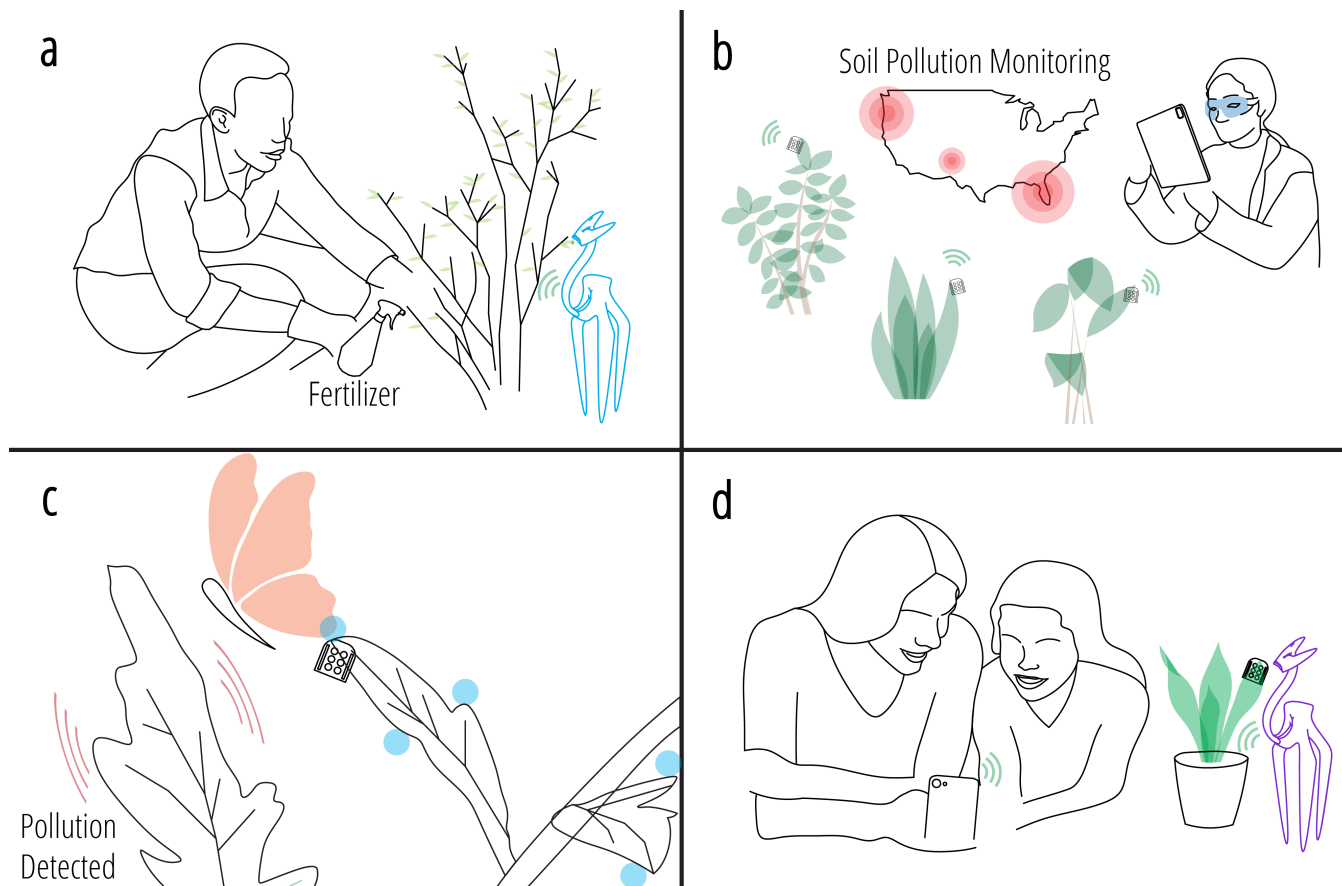 a
Fertilizer
b
Soil Pollution Monitoring
c
Pollution
Detected
d